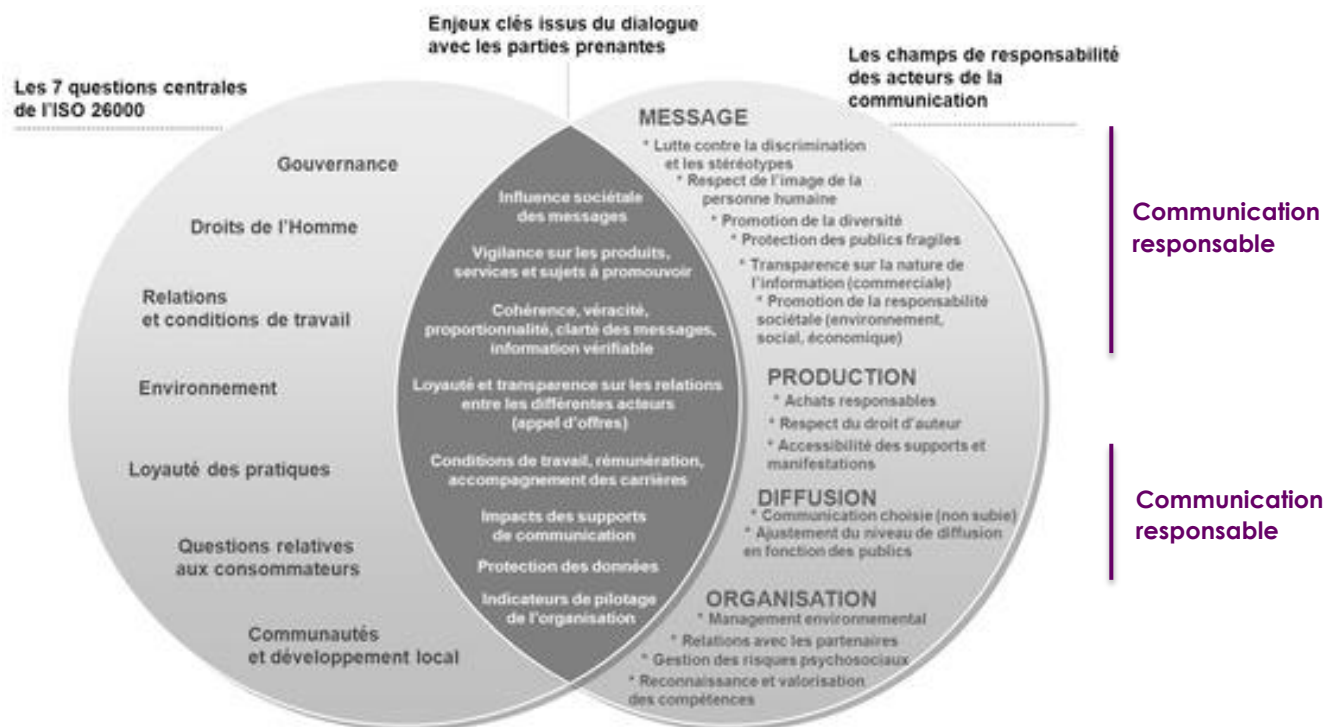 Enjeux clés issus du dialogue
avec les parties prenantes
Les 7 questions centrales
de l'ISO 26000
Les champs de responsabilité
des acteurs de la
communication
Gouvernance
Droits de l'Homme
Relations
et conditions de travail
Environnement
Loyauté des pratiques
Questions relatives
aux consommateurs
Communautés
et développement local
Influence sociétale
des messages
Vigilance sur les produits,
services et sujets à promouvoir
Cohérence, véracité,
proportionnalité, clarté des messages,
information vérifiable
Loyauté et transparence sur les relations
entre les différentes acteurs
(appel d'offres)
Conditions de travail, rémunération,
accompagnement des carrières
Impacts des supports
de communication
Protection des données
Indicateurs de pilotage
de l'organisation
MESSAGE
* Lutte contre la discrimination
et les stéréotypes
* Respect de l'image de la
personne humaine
* Promotion de la diversité
* Protection des publics fragiles
* Transparence sur la nature de
l'information (commerciale)
* Promotion de la responsabilité
sociétale (environnement,
social, économique)
PRODUCTION
* Achats responsables
* Respect du droit d'auteur
* Accessibilité des supports et
manifestations
DIFFUSION
* Communication choisie (non subie)
* Ajustement du niveau de diffusion
en fonction des publics
ORGANISATION
* Management environnemental
* Relations avec les partenaires
* Gestion des risques psychosociaux
* Reconnaissance et valorisation
des compétences
Communication
responsable
Communication
responsable